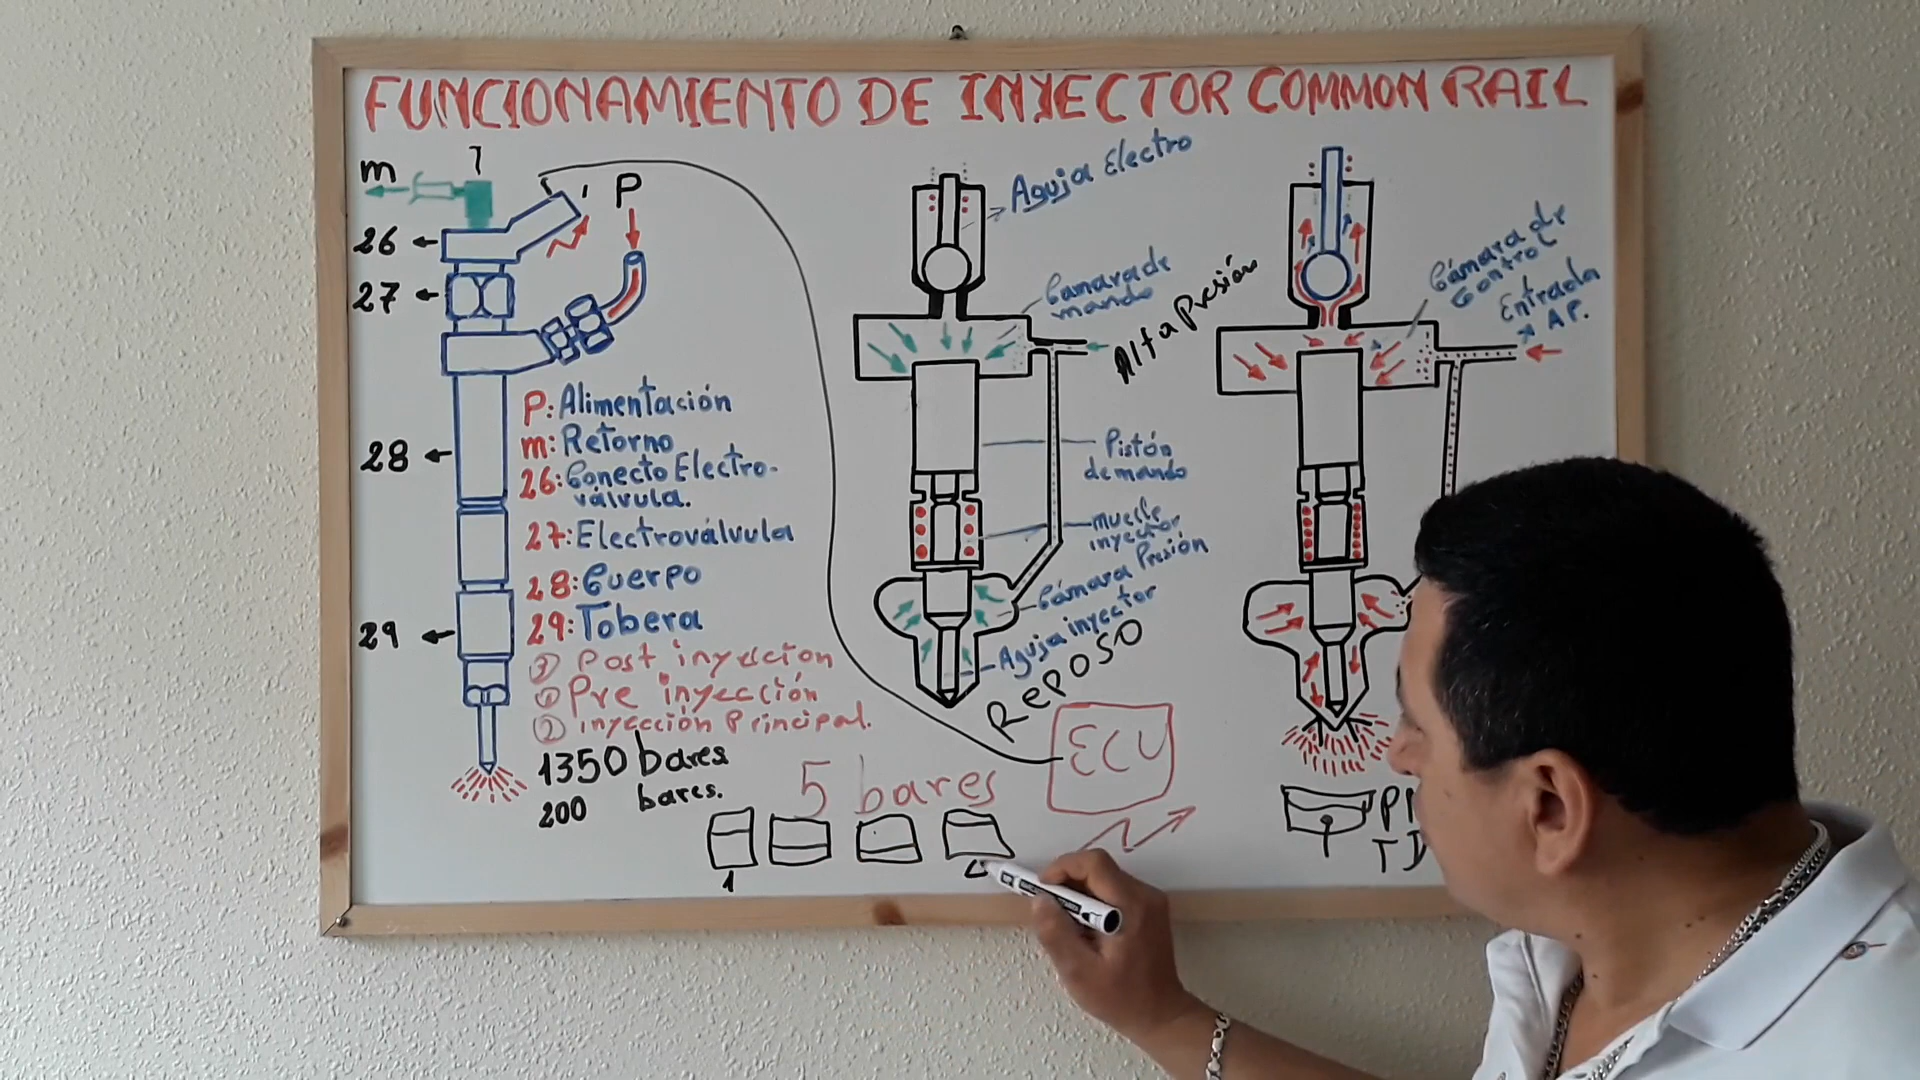 FUNCIONAMIENTO DE INYECTOR COMMON RAIL
m
P
26
27
28
29
P: Alimentación
m: Retorno
26: Conecto Electro-
válvula.
27: Electroválvula
28: Cuerpo
29: Tobera
③ Post inyección
① Pre inyección
② inyección Principal.
1350 bares
200 bares.
5 bares
1
ECU
Aguja Electro
Camara de
mando
Alta Presión
Pistón
de mando
muelle
inyector
Cámara Presión
Aguja inyector
Reposo
Cámara de
Control
Entrada
AP.